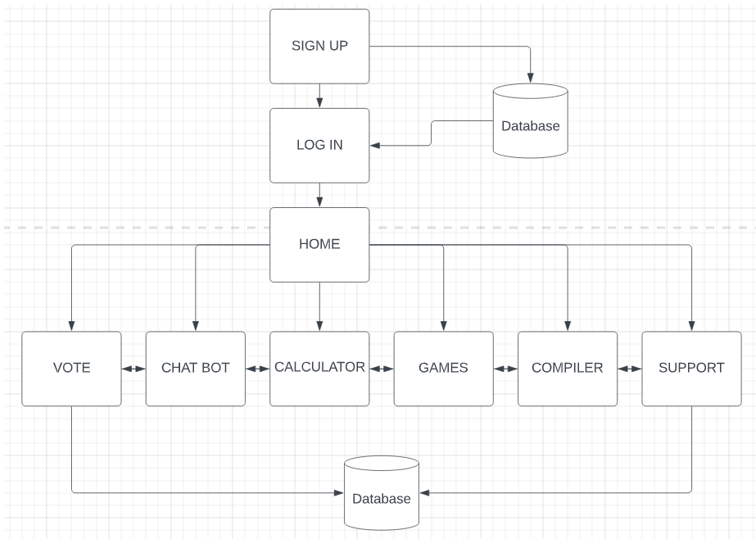 SIGN UP
Database
LOG IN
HOME
VOTE
CHAT BOT
CALCULATOR
GAMES
COMPILER
SUPPORT
Database